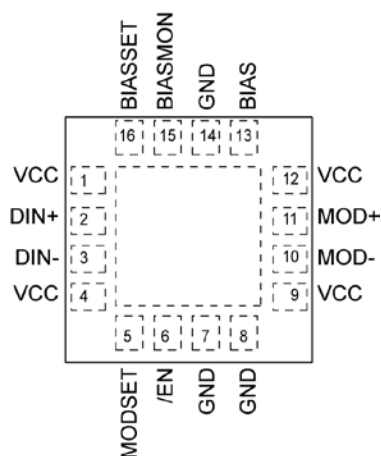 BIASSET
BIASMON
GND
BIAS
16 15 14 13
VCC 1 12 VCC
DIN+ 2 11 MOD+
DIN- 3 10 MOD-
VCC 4 9 VCC
5 6 7 8
MODSET
/EN
GND
GND